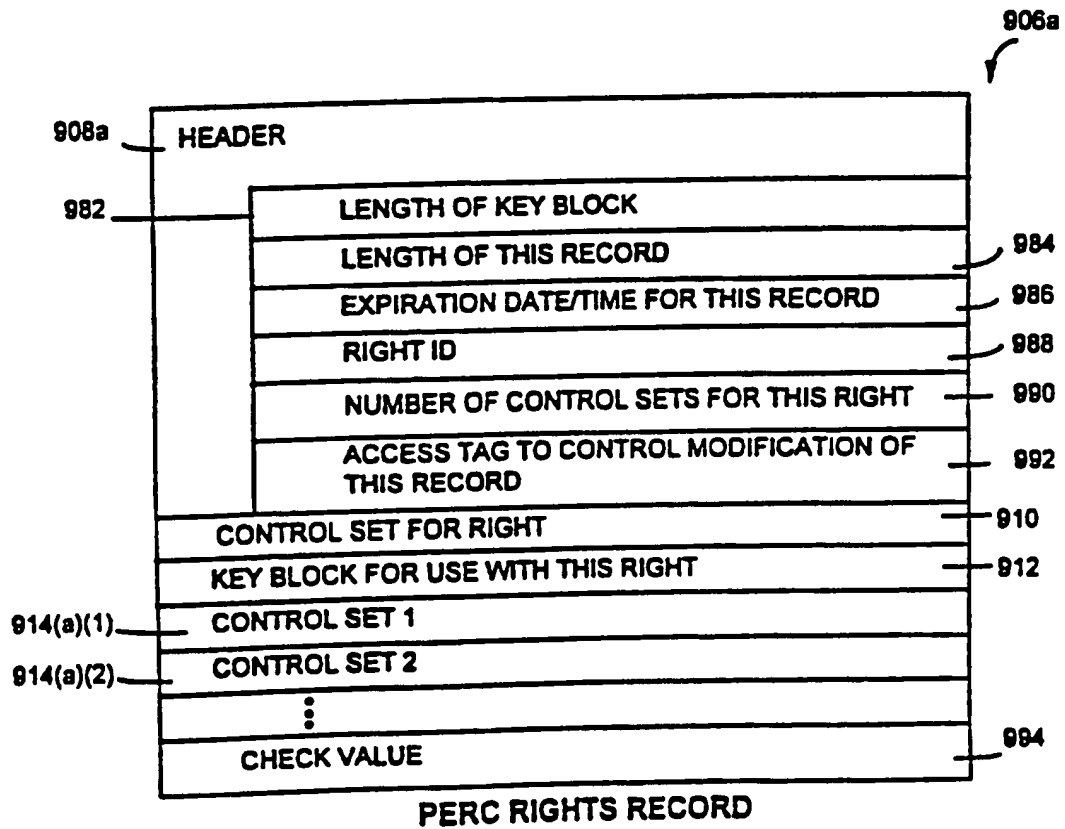 906a
908a
HEADER
982
LENGTH OF KEY BLOCK
LENGTH OF THIS RECORD
984
EXPIRATION DATE/TIME FOR THIS RECORD
986
RIGHT ID
988
NUMBER OF CONTROL SETS FOR THIS RIGHT
990
ACCESS TAG TO CONTROL MODIFICATION OF
THIS RECORD
992
CONTROL SET FOR RIGHT
910
KEY BLOCK FOR USE WITH THIS RIGHT
912
914(a)(1)
CONTROL SET 1
914(a)(2)
CONTROL SET 2
CHECK VALUE
994
PERC RIGHTS RECORD